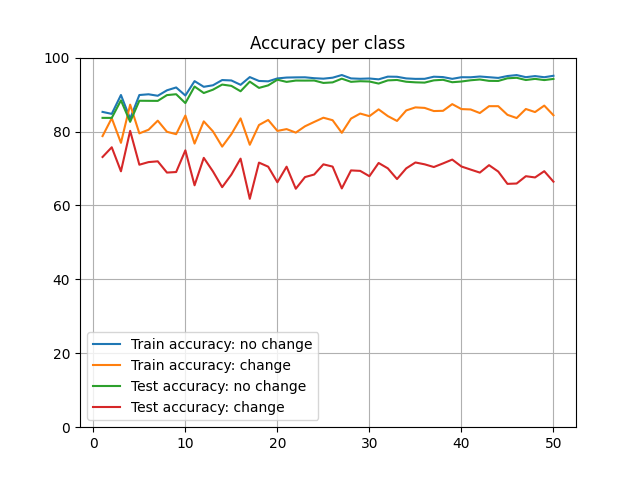 Accuracy per class
100
80
60
40
20
0
Train accuracy: no change
Train accuracy: change
Test accuracy: no change
Test accuracy: change
0 10 20 30 40 50